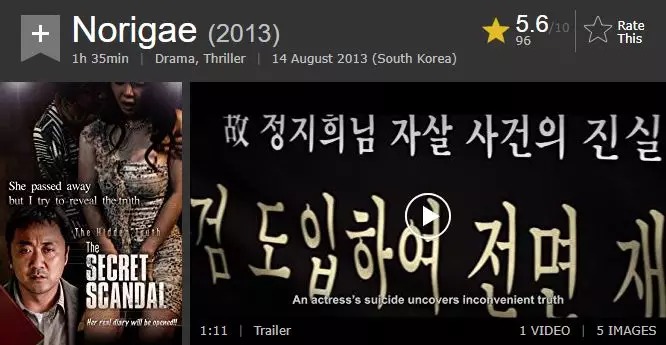 Norigae (2013)
1h 35min | Drama, Thriller | 14 August 2013 (South Korea)
5.6/10
96
Rate
This
She passed away
but I try to reveal the truth
The Hidden Truth
The
SECRET
SCANDAL
Her real diary will be opened!!
故 정지희님 자살 사건의 진실
검 도입하여 전면 재
An actress's suicide uncovers inconvenient truth
1:11 | Trailer
1 VIDEO | 5 IMAGES